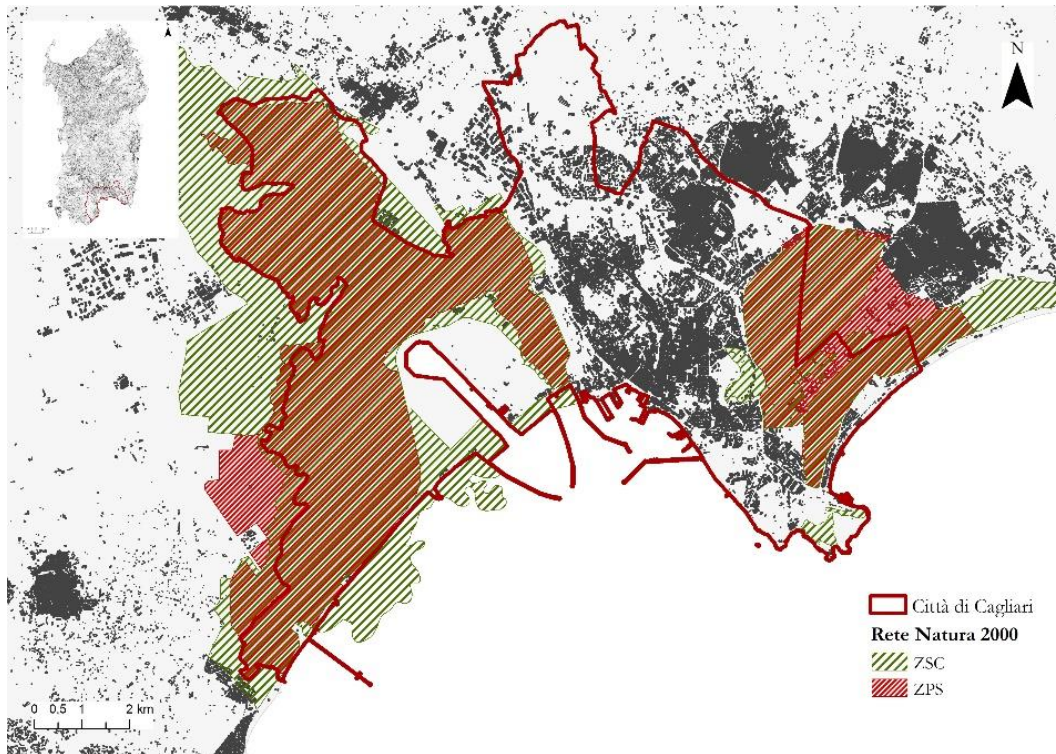 N
Città di Cagliari
Rete Natura 2000
ZSC
ZPS
0 0,5 1 2 km